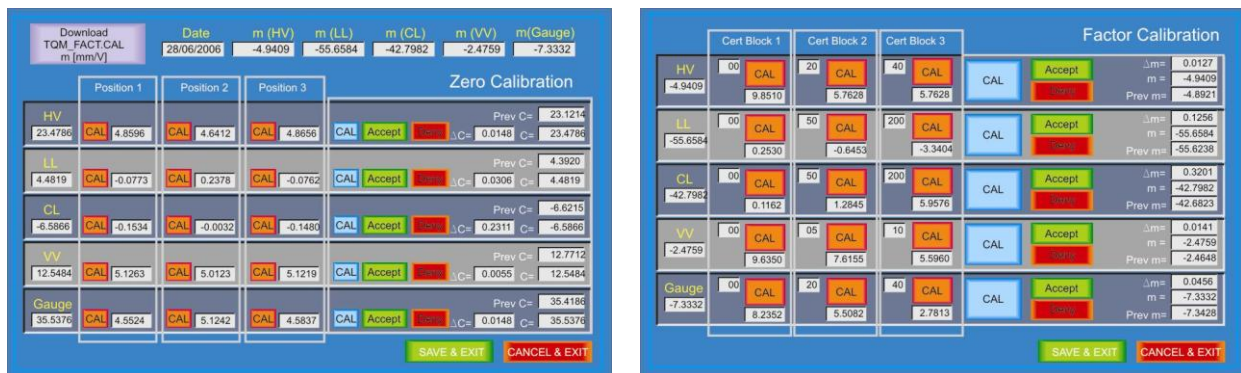 Download
TQM_FACT.CAL
m [mm/V]
Date m (HV) m (LL) m (CL) m (VV) m(Gauge)
28/06/2006 -4.9409 -55.6584 -42.7982 -2.4759 -7.3332
Position 1 Position 2 Position 3 Zero Calibration
HV Prev C= 23.1214
23.4786 CAL 4.8596 CAL 4.6412 CAL 4.8656 CAL Accept Deny ΔC= 0.0148 C= 23.4786
LL Prev C= 4.3920
4.4819 CAL -0.0773 CAL 0.2378 CAL -0.0762 CAL Accept Deny ΔC= 0.0306 C= 4.4819
CL Prev C= -6.6215
-6.5866 CAL -0.1534 CAL -0.0032 CAL -0.1480 CAL Accept Deny ΔC= 0.2311 C= -6.5866
VV Prev C= 12.7712
12.5484 CAL 5.1263 CAL 5.0123 CAL 5.1219 CAL Accept Deny ΔC= 0.0055 C= 12.5484
Gauge Prev C= 35.4186
35.5376 CAL 4.5524 CAL 5.1242 CAL 4.5837 CAL Accept Deny ΔC= 0.0148 C= 35.5376
SAVE & EXIT CANCEL & EXIT
Factor Calibration
Cert Block 1 Cert Block 2 Cert Block 3
HV 00 CAL 20 CAL 40 CAL CAL Accept Δm= 0.0127
-4.9409 Deny m = -4.9409
9.8510 5.7628 5.7628 Prev m= -4.8921
LL 00 CAL 50 CAL 200 CAL CAL Accept Δm= 0.1256
-55.6584 Deny m = -55.6584
0.2530 -0.6453 -3.3404 Prev m= -55.6238
CL 00 CAL 50 CAL 200 CAL CAL Accept Δm= 0.3201
-42.7982 Deny m = -42.7982
0.1162 1.2845 5.9576 Prev m= -42.6823
VV 00 CAL 05 CAL 10 CAL CAL Accept Δm= 0.0141
-2.4759 Deny m = -2.4759
9.6350 7.6155 5.5960 Prev m= -2.4648
Gauge 00 CAL 20 CAL 40 CAL CAL Accept Δm= 0.0456
-7.3332 Deny m = -7.3332
8.2352 5.5082 2.7813 Prev m= -7.3428
SAVE & EXIT CANCEL & EXIT